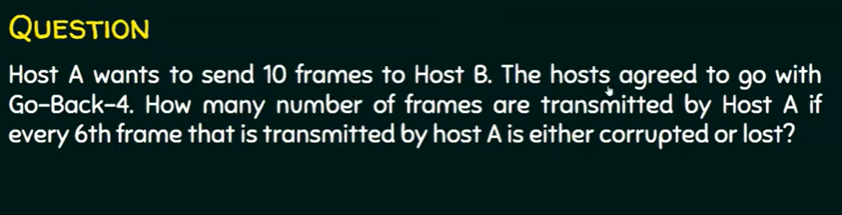 QUESTION
Host A wants to send 10 frames to Host B. The hosts agreed to go with
Go-Back-4. How many number of frames are transmitted by Host A if
every 6th frame that is transmitted by host A is either corrupted or lost?